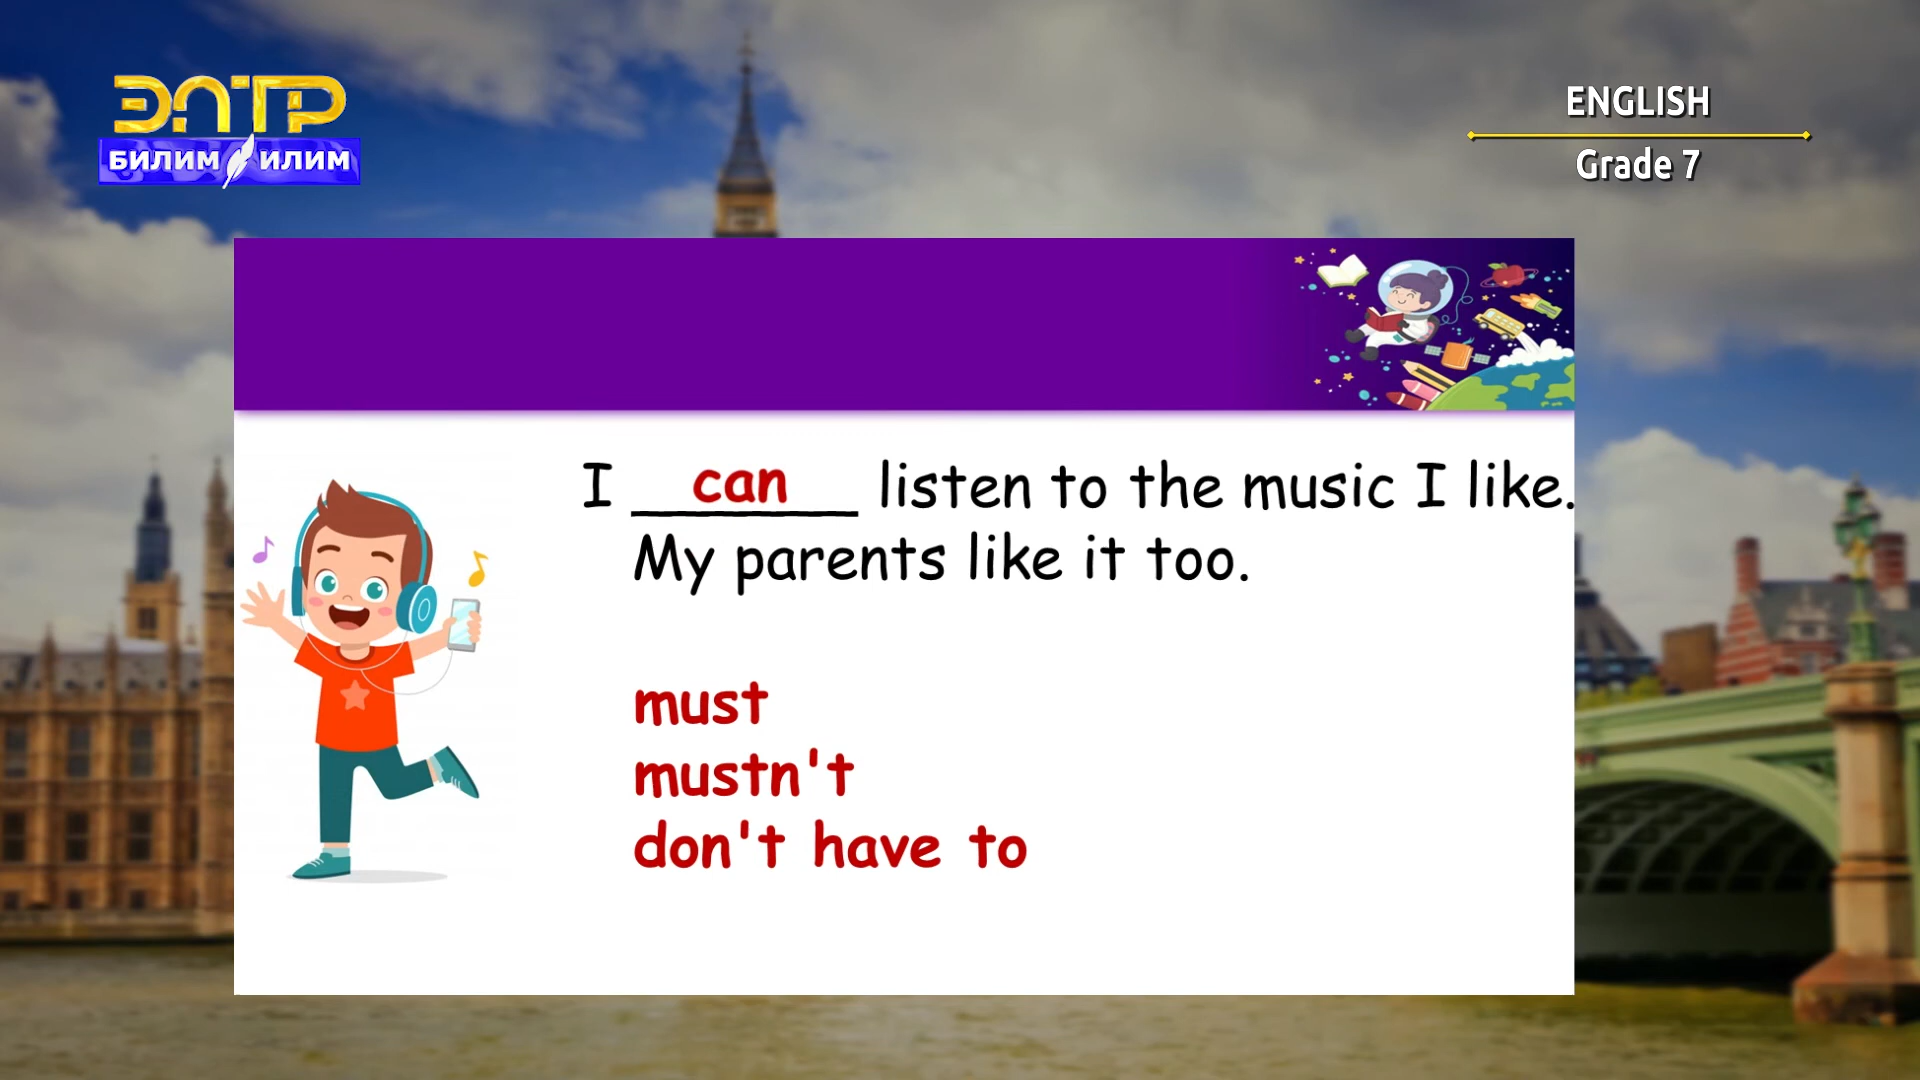 ЭЛТР
БИЛИМ ИЛИМ
ENGLISH
Grade 7
I can listen to the music I like.
My parents like it too.
must
mustn't
don't have to